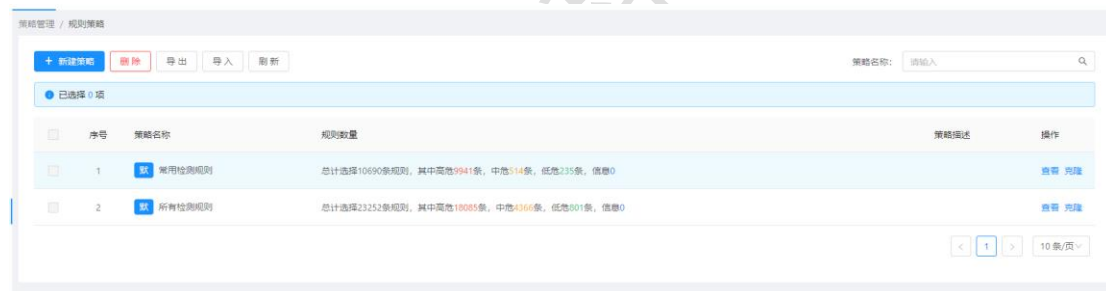 策略管理 / 规则策略
+ 新建策略 删除 导出 导入 刷新 策略名称: 请输入
已选择 0 项
序号 策略名称 规则数量 策略描述 操作
1 默 常用检测规则 总计选择10690条规则, 其中高危9941条, 中危514条, 低危235条, 信息0 查看 克隆
2 默 所有检测规则 总计选择23252条规则, 其中高危18085条, 中危4366条, 低危801条, 信息0 查看 克隆
< 1 > 10 条/页